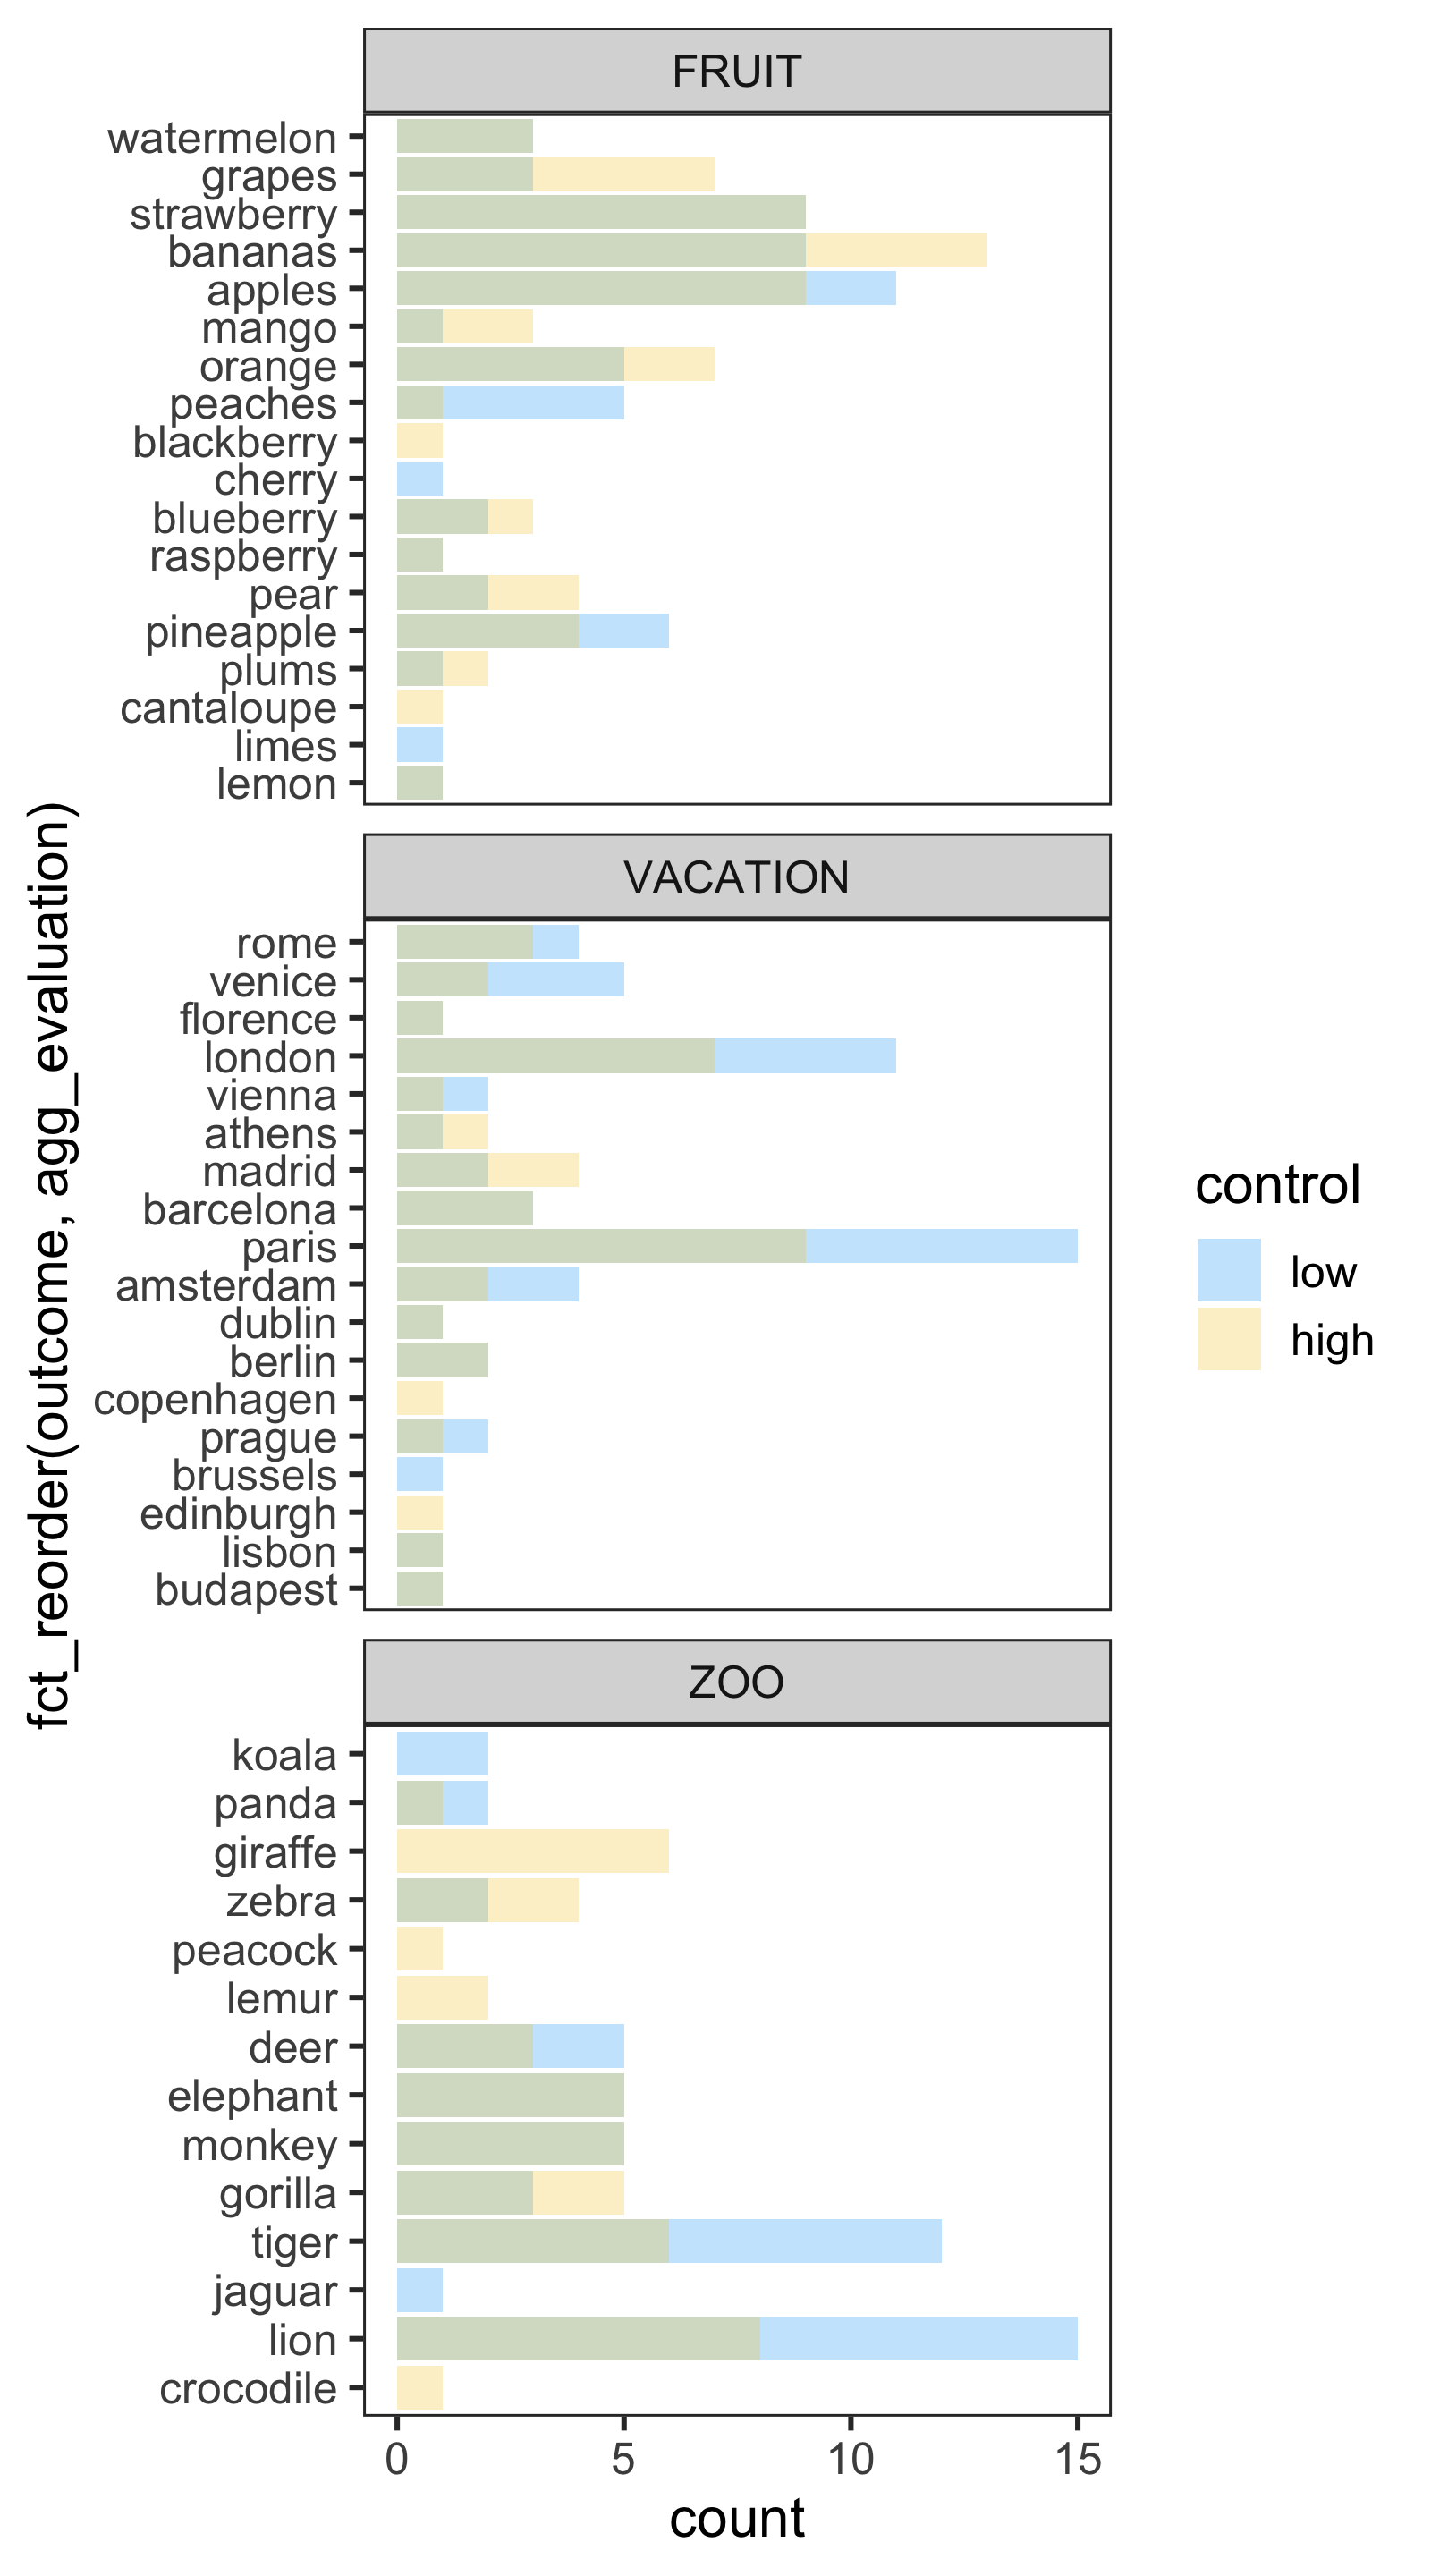 FRUIT
watermelon
grapes
strawberry
bananas
apples
mango
orange
peaches
blackberry
cherry
blueberry
raspberry
pear
pineapple
plums
cantaloupe
limes
lemon
VACATION
rome
venice
florence
london
vienna
athens
madrid
barcelona
paris
amsterdam
dublin
berlin
copenhagen
prague
brussels
edinburgh
lisbon
budapest
ZOO
koala
panda
giraffe
zebra
peacock
lemur
deer
elephant
monkey
gorilla
tiger
jaguar
lion
crocodile
0 5 10 15
count
fct_reorder(outcome, agg_evaluation)
control
low
high